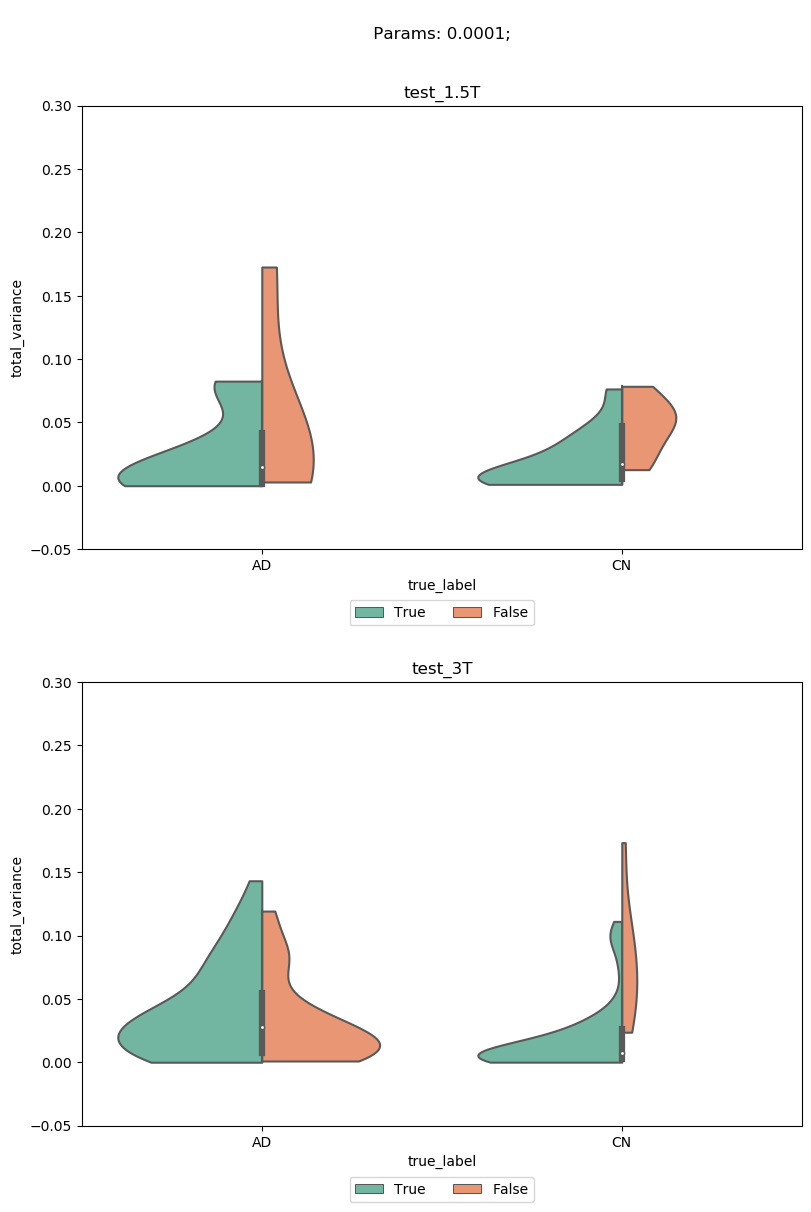 Params: 0.0001;
test_1.5T
0.30
0.25
0.20
0.15
0.10
0.05
0.00
−0.05
total_variance
AD CN
true_label
True False
test_3T
0.30
0.25
0.20
0.15
0.10
0.05
0.00
−0.05
total_variance
AD CN
true_label
True False